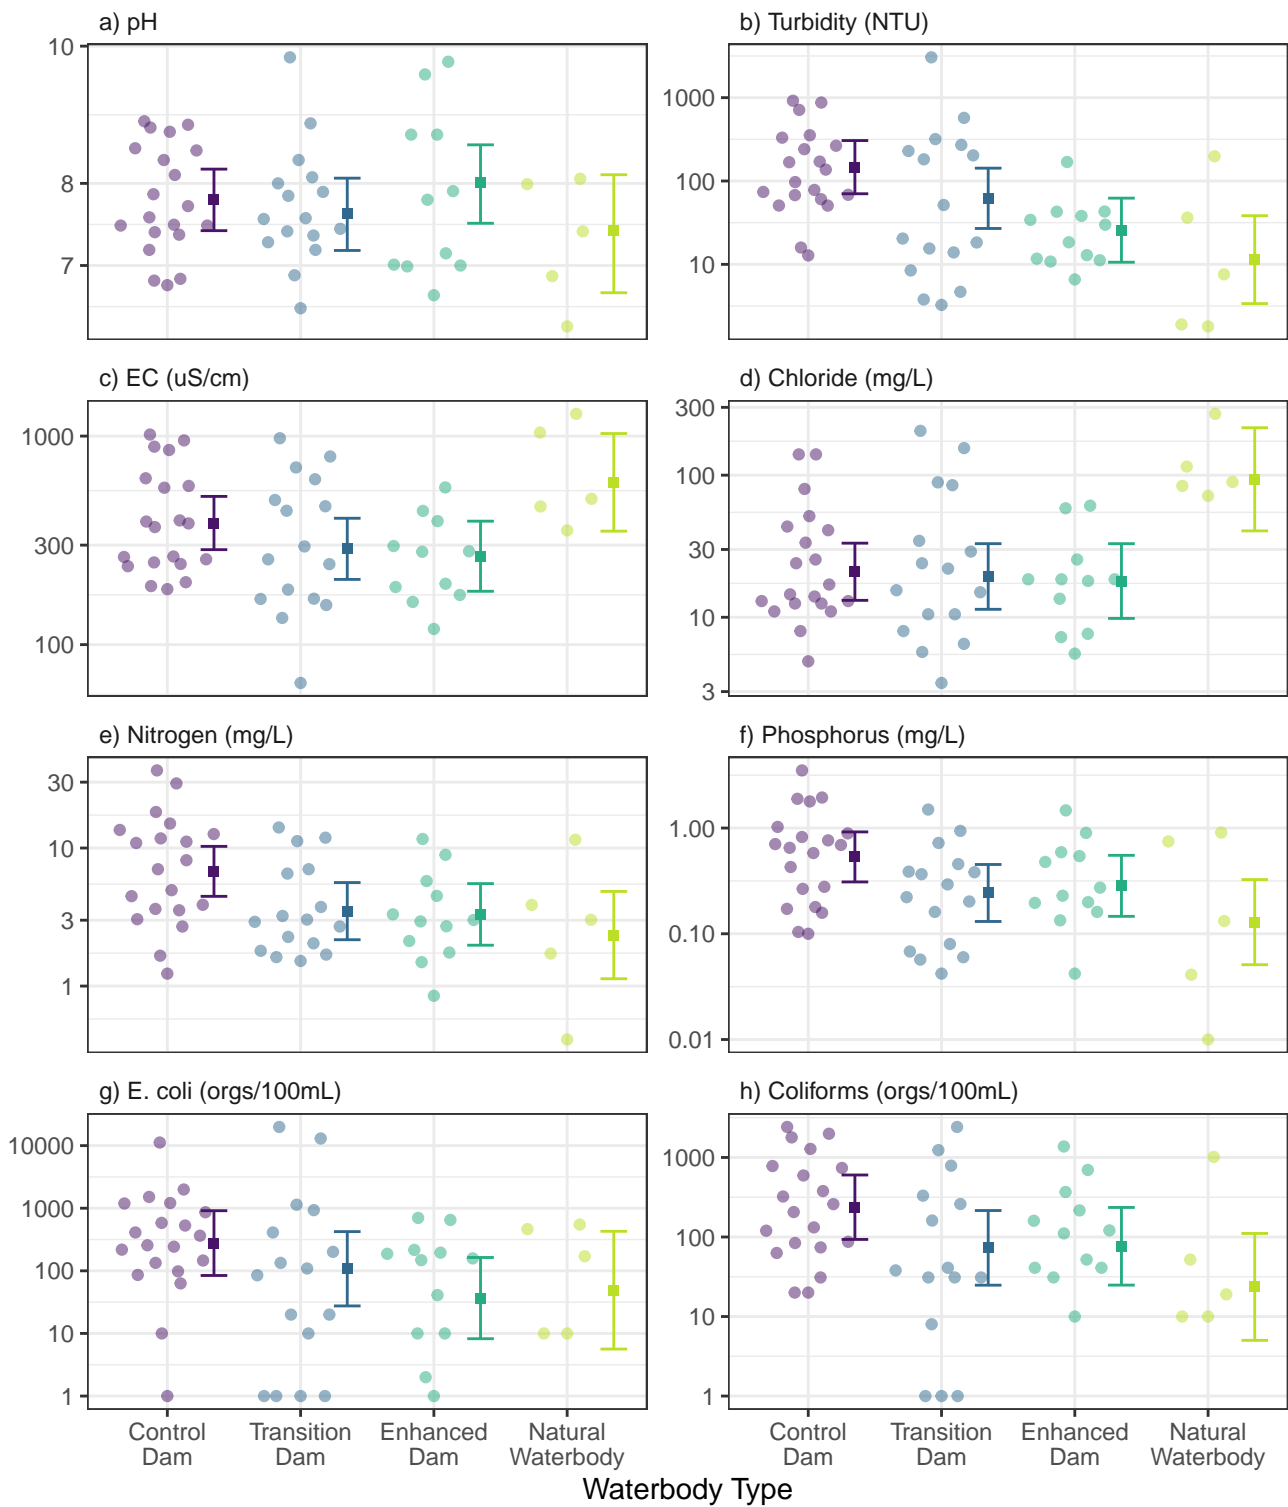 a) pH
b) Turbidity (NTU)
10
8
7
1000
100
10
c) EC (uS/cm)
d) Chloride (mg/L)
1000
300
100
300
100
30
10
3
e) Nitrogen (mg/L)
f) Phosphorus (mg/L)
30
10
3
1
1.00
0.10
0.01
g) E. coli (orgs/100mL)
h) Coliforms (orgs/100mL)
10000
1000
100
10
1
1000
100
10
1
Control Transition Enhanced Natural
Dam Dam Dam Waterbody
Control Transition Enhanced Natural
Dam Dam Dam Waterbody
Waterbody Type